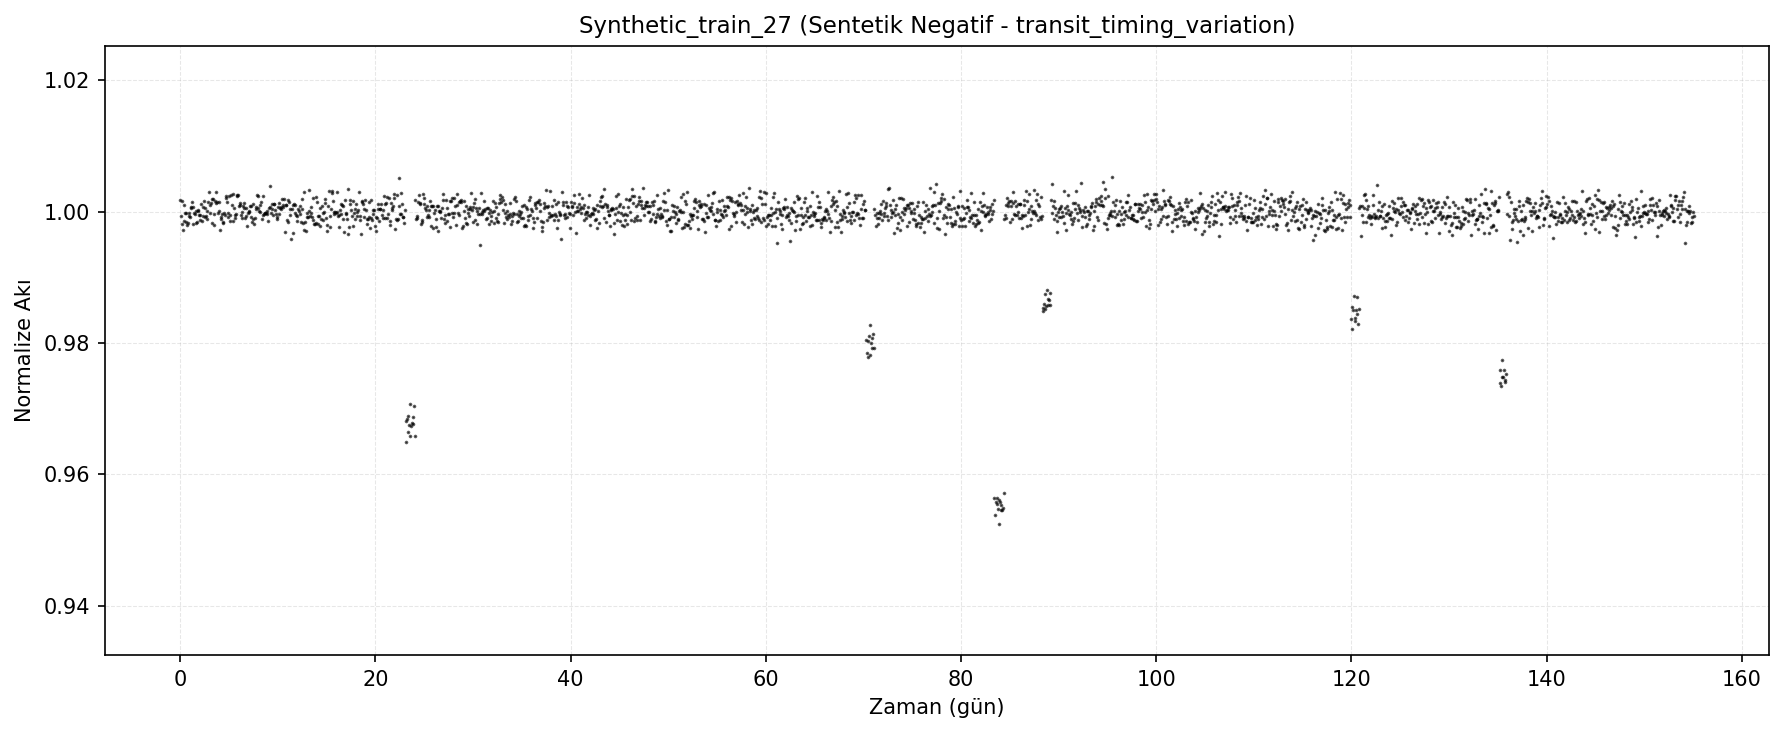 Synthetic_train_27 (Sentetik Negatif - transit_timing_variation)
1.02
1.00
0.98
0.96
0.94
Normalize Akı
0 20 40 60 80 100 120 140 160
Zaman (gün)